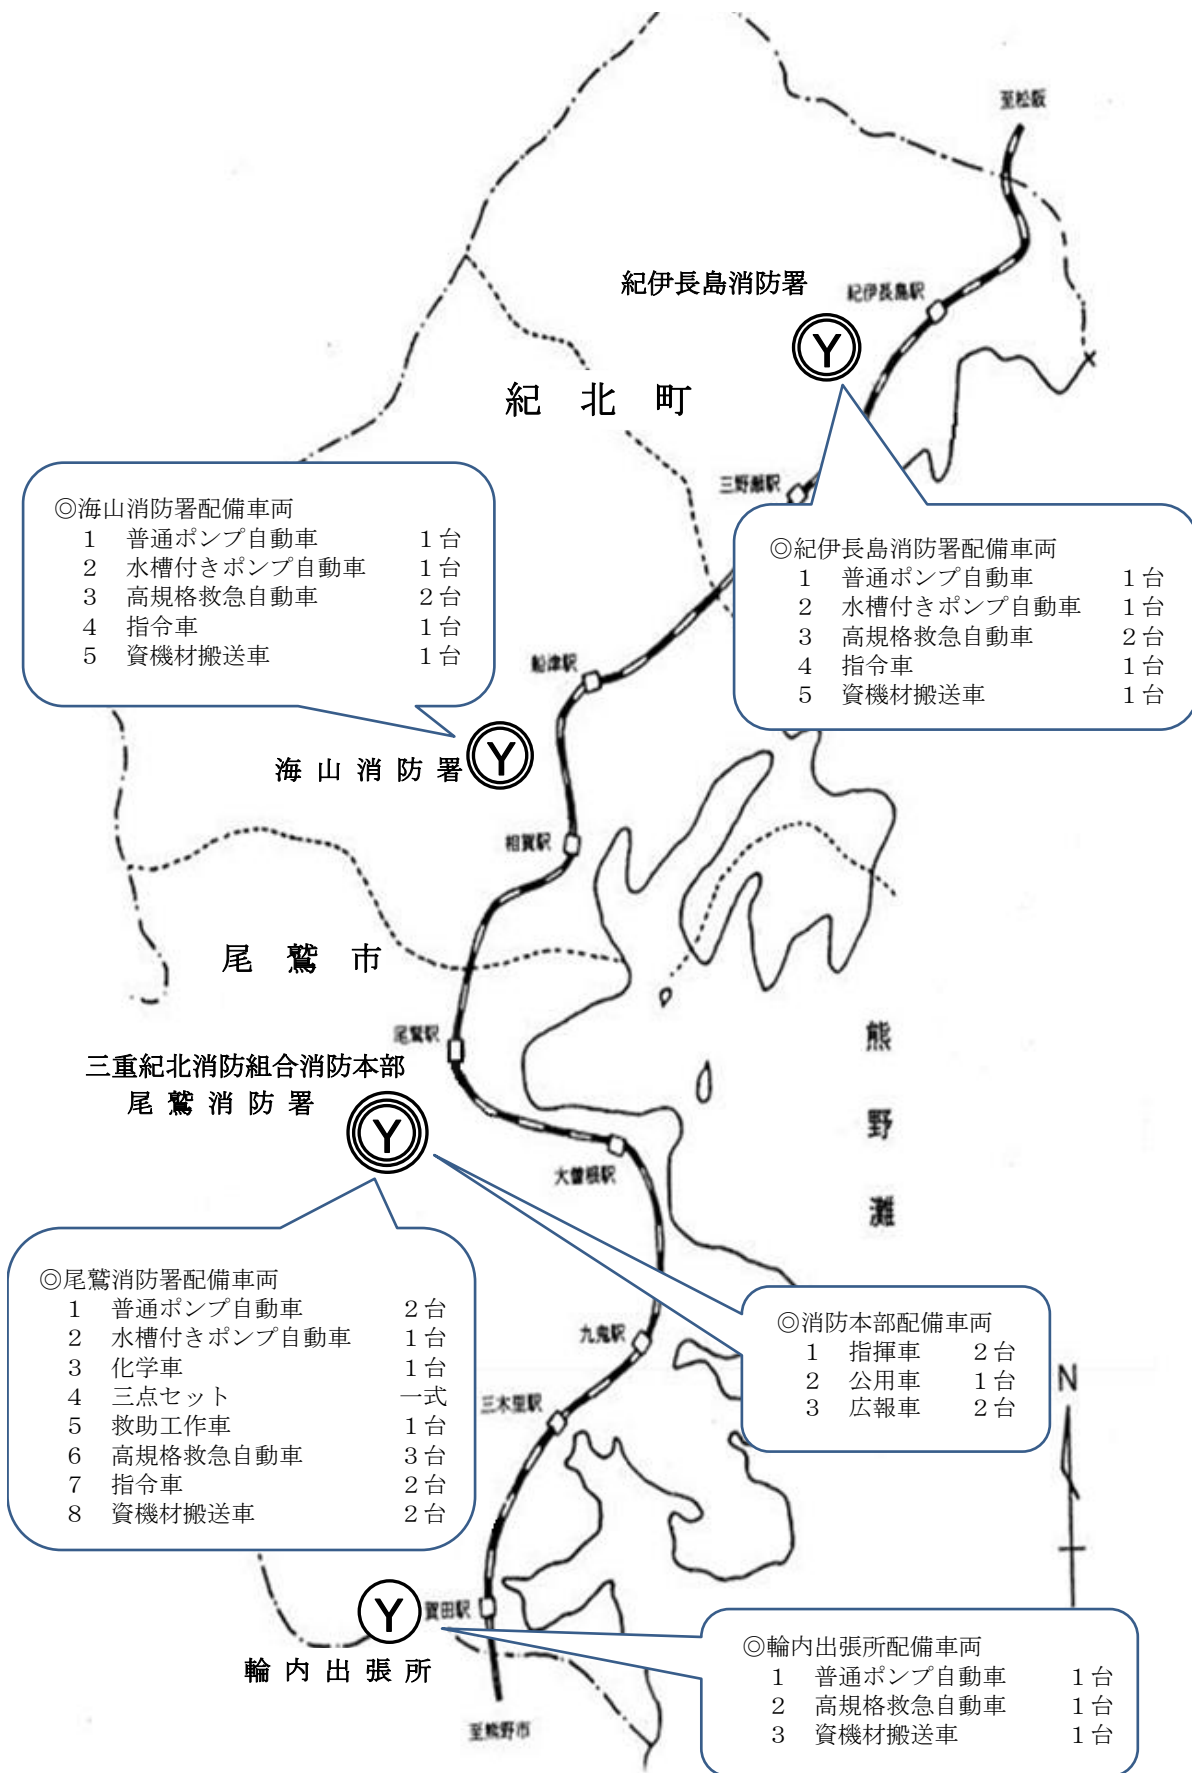 至松阪
紀伊長島消防署
紀伊長島駅
Y
紀北町
三野瀬駅
◎海山消防署配備車両
1 普通ポンプ自動車 1台
2 水槽付きポンプ自動車 1台
3 高規格救急自動車 2台
4 指令車 1台
5 資機材搬送車 1台
◎紀伊長島消防署配備車両
1 普通ポンプ自動車 1台
2 水槽付きポンプ自動車 1台
3 高規格救急自動車 2台
4 指令車 1台
5 資機材搬送車 1台
船津駅
Y
海山消防署
相賀駅
尾鷲市
尾鷲駅
熊野灘
三重紀北消防組合消防本部
尾鷲消防署
Y
大曽根駅
◎尾鷲消防署配備車両
1 普通ポンプ自動車 2台
2 水槽付きポンプ自動車 1台
3 化学車 1台
4 三点セット 一式
5 救助工作車 1台
6 高規格救急自動車 3台
7 指令車 2台
8 資機材搬送車 2台
◎消防本部配備車両
1 指揮車 2台
2 公用車 1台
3 広報車 2台
九鬼駅
三木里駅
N
Y
賀田駅
輪内出張所
◎輪内出張所配備車両
1 普通ポンプ自動車 1台
2 高規格救急自動車 1台
3 資機材搬送車 1台
至熊野市